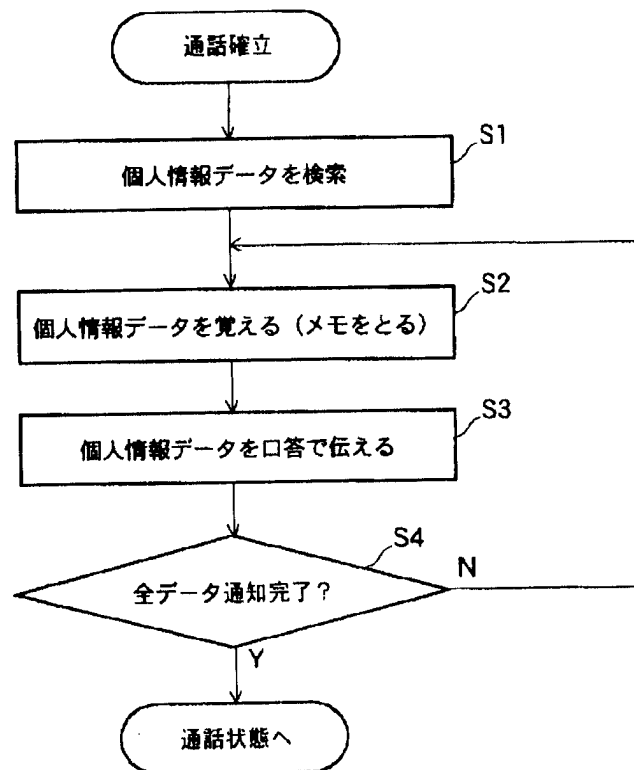 通話確立
S1
個人情報データを検索
S2
個人情報データを覚える（メモをとる）
S3
個人情報データを口答で伝える
S4
全データ通知完了？
N
Y
通話状態へ